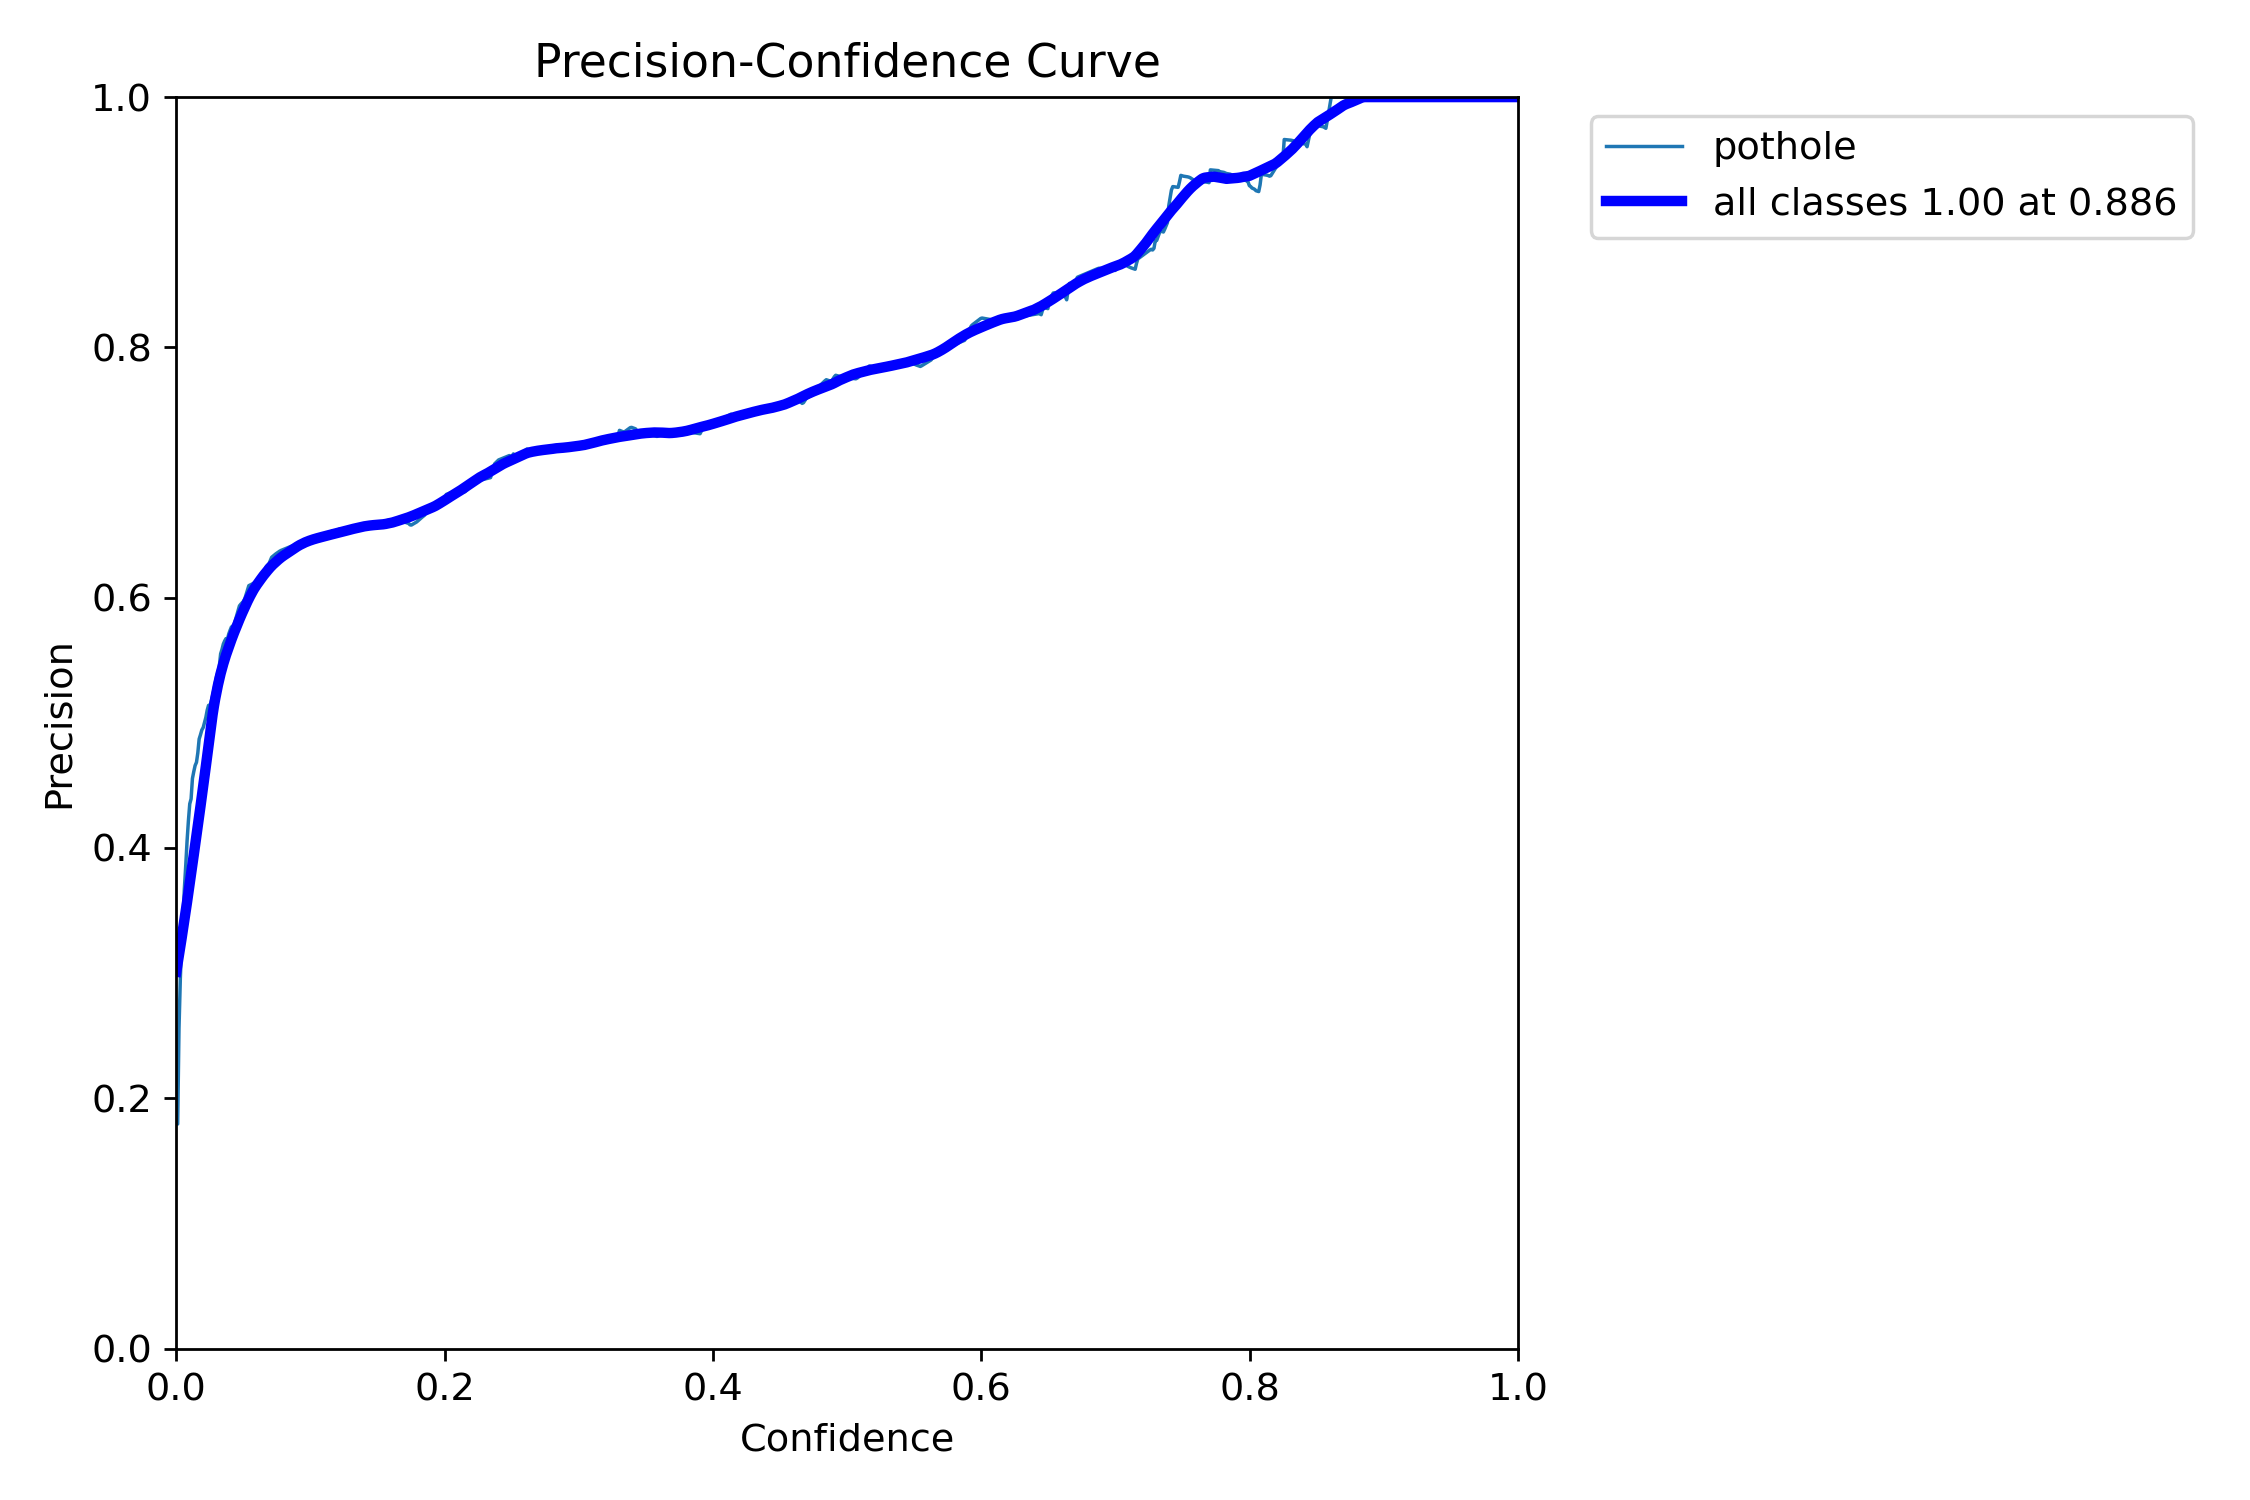 Precision-Confidence Curve
1.0
0.8
0.6
0.4
0.2
0.0
Precision
0.0 0.2 0.4 0.6 0.8 1.0
Confidence
pothole
all classes 1.00 at 0.886